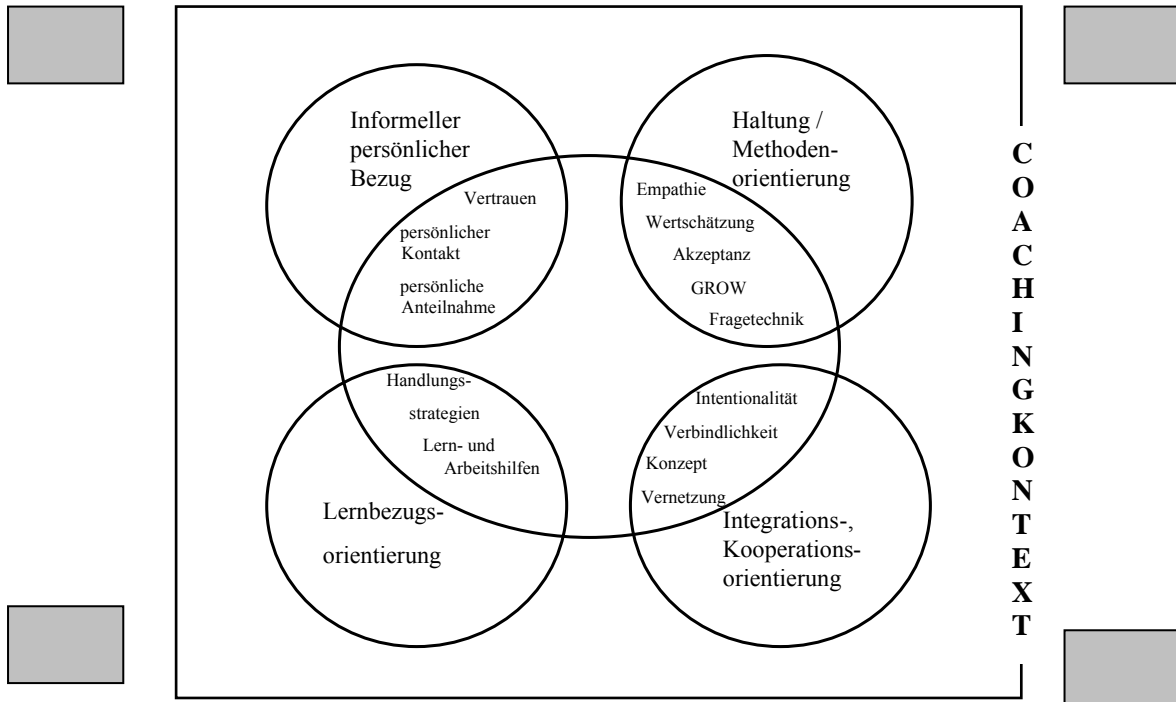 Informeller
persönlicher
Bezug
Vertrauen
persönlicher
Kontakt
persönliche
Anteilnahme
Haltung /
Methoden-
orientierung
Empathie
Wertschätzung
Akzeptanz
GROW
Fragetechnik
Handlungs-
strategien
Lern- und
Arbeitshilfen
Lernbezugs-
orientierung
Intentionalität
Verbindlichkeit
Konzept
Vernetzung
Integrations-,
Kooperations-
orientierung
COACHINGKONTEXT